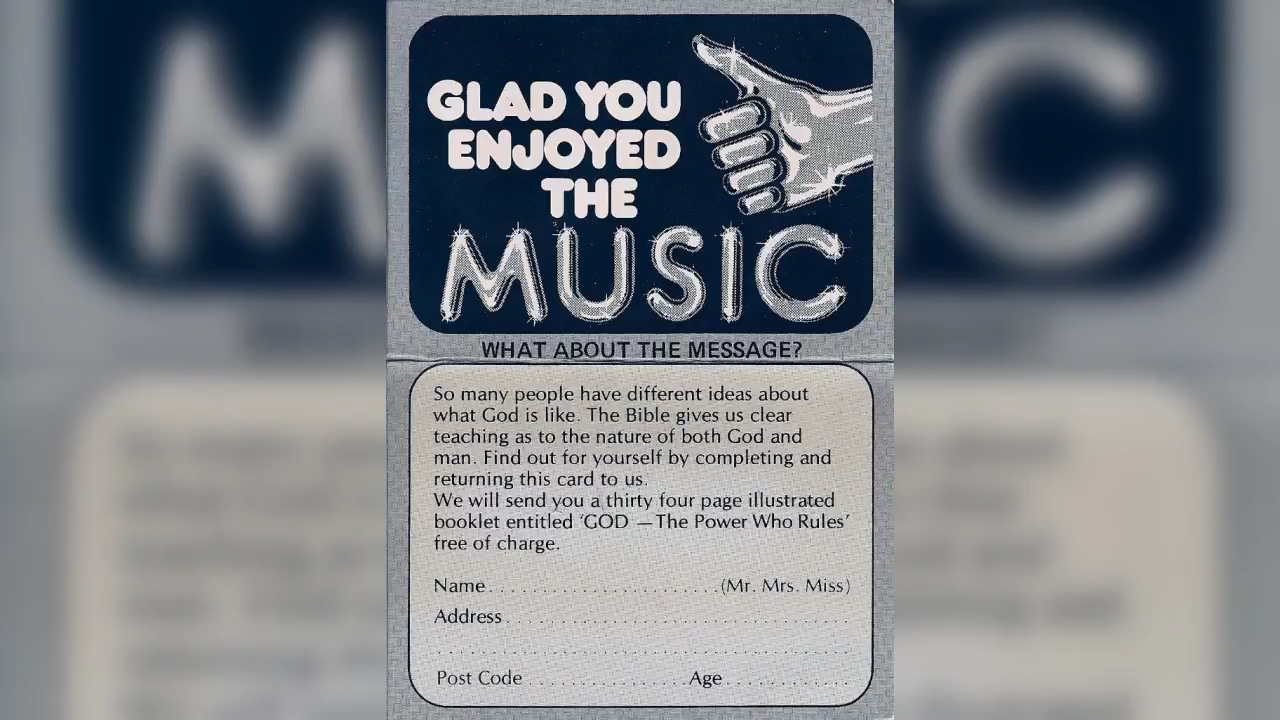 GLAD YOU
ENJOYED
THE
MUSIC
WHAT ABOUT THE MESSAGE?
So many people have different ideas about
what God is like. The Bible gives us clear
teaching as to the nature of both God and
man. Find out for yourself by completing and
returning this card to us.
We will send you a thirty four page illustrated
booklet entitled ‘GOD —The Power Who Rules’
free of charge.
Name.......................(Mr. Mrs. Miss)
Address...................................
..........................................
Post Code................Age.............